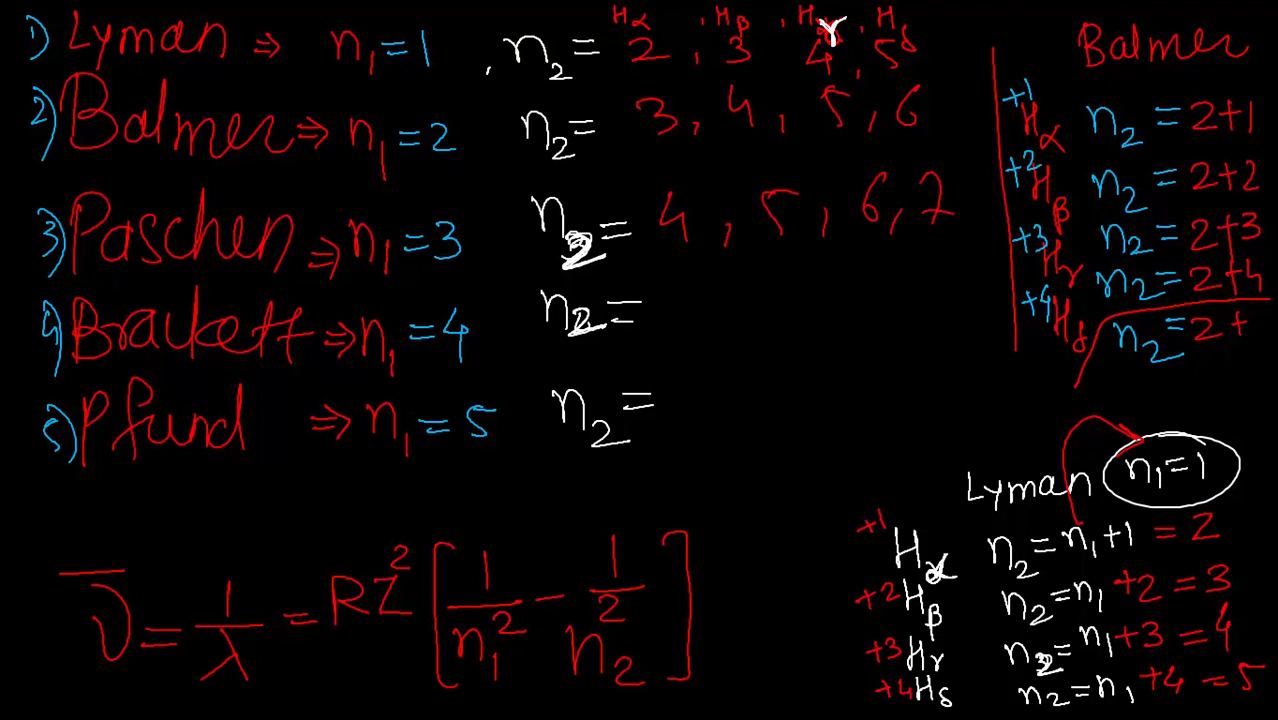 Hα , Hβ , H γ , Hδ
1) Lyman ⇒ n₁ = 1 , n₂ = 2 , 3 4 , 5
2) Balmer ⇒ n₁ = 2 n₂ = 3, 4 , 5 , 6
3) Paschen ⇒ n₁ = 3 n₂ = 4 , 5 , 6 , 7
4) Brackett ⇒ n₁ = 4 n₂ =
5) Pfund ⇒ n₁ = 5 n₂ =
ν̅ = 1/λ = RZ² [1/n₁² − 1/n₂²]
Balmer
+1 Hα n₂ = 2+1
+2 Hβ n₂ = 2+2
+3 Hγ n₂ = 2+3
n₂ = 2+4
+4 Hδ n₂ = 2+
Lyman n₁ = 1
+1 Hα n₂ = n₁+1 = 2
+2 Hβ n₂ = n₁ +2 = 3
+3 Hγ n₂ = n₁ +3 = 4
+4 Hδ n₂ = n₁ +4 = 5